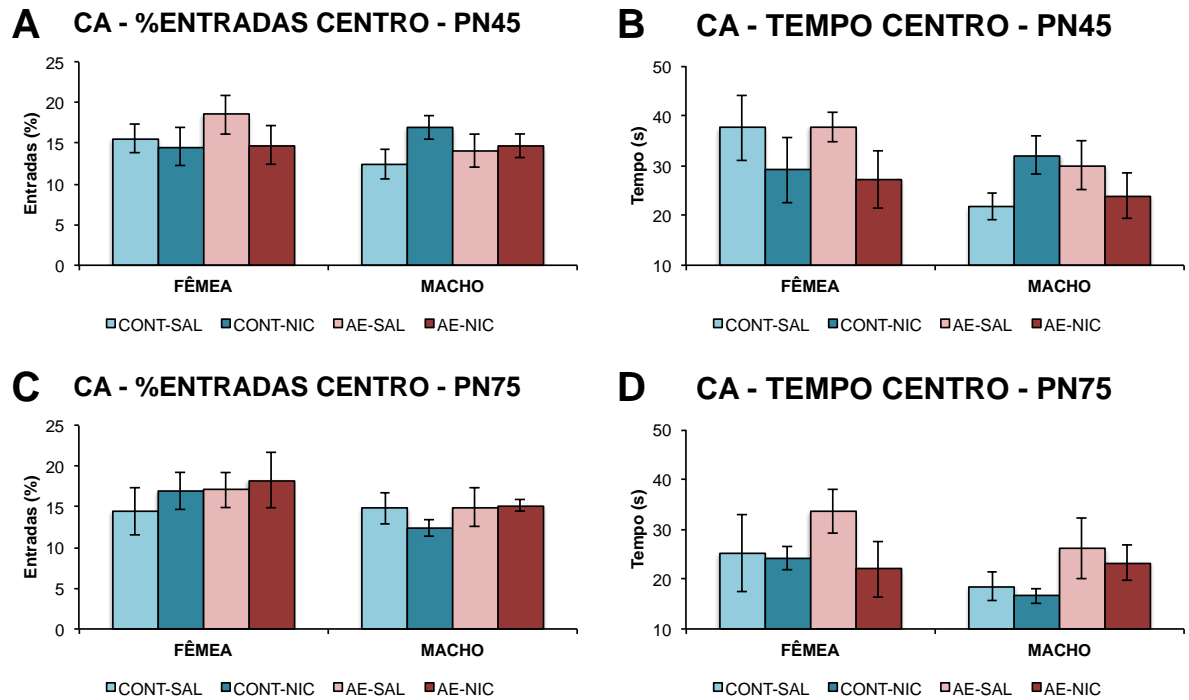 A CA - %ENTRADAS CENTRO - PN45
Entradas (%)
25
20
15
10
5
0
FÊMEA MACHO
CONT-SAL CONT-NIC AE-SAL AE-NIC
B CA - TEMPO CENTRO - PN45
Tempo (s)
50
40
30
20
10
FÊMEA MACHO
CONT-SAL CONT-NIC AE-SAL AE-NIC
C CA - %ENTRADAS CENTRO - PN75
Entradas (%)
25
20
15
10
5
0
FÊMEA MACHO
CONT-SAL CONT-NIC AE-SAL AE-NIC
D CA - TEMPO CENTRO - PN75
Tempo (s)
50
40
30
20
10
FÊMEA MACHO
CONT-SAL CONT-NIC AE-SAL AE-NIC